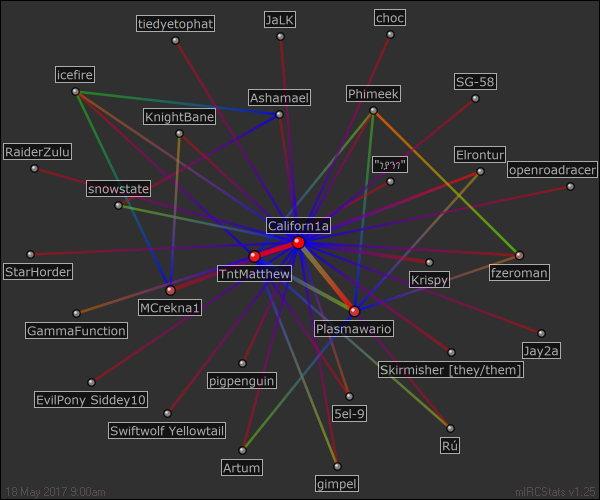 tiedyetophat
JaLK
choc
icefire
SG-58
Ashamael
Phimeek
KnightBane
RaiderZulu
Elrontur
openroadracer
snowstate
Californ1a
StarHorder
TntMatthew
Krispy
fzeroman
MCrekna1
GammaFunction
Plasmawario
Jay2a
pigpenguin
Skirmisher [they/them]
EvilPony Siddey10
5el-9
Swiftwolf Yellowtail
Rú
Artum
gimpel
18 May 2017 9:00am
mIRCStats v1.25